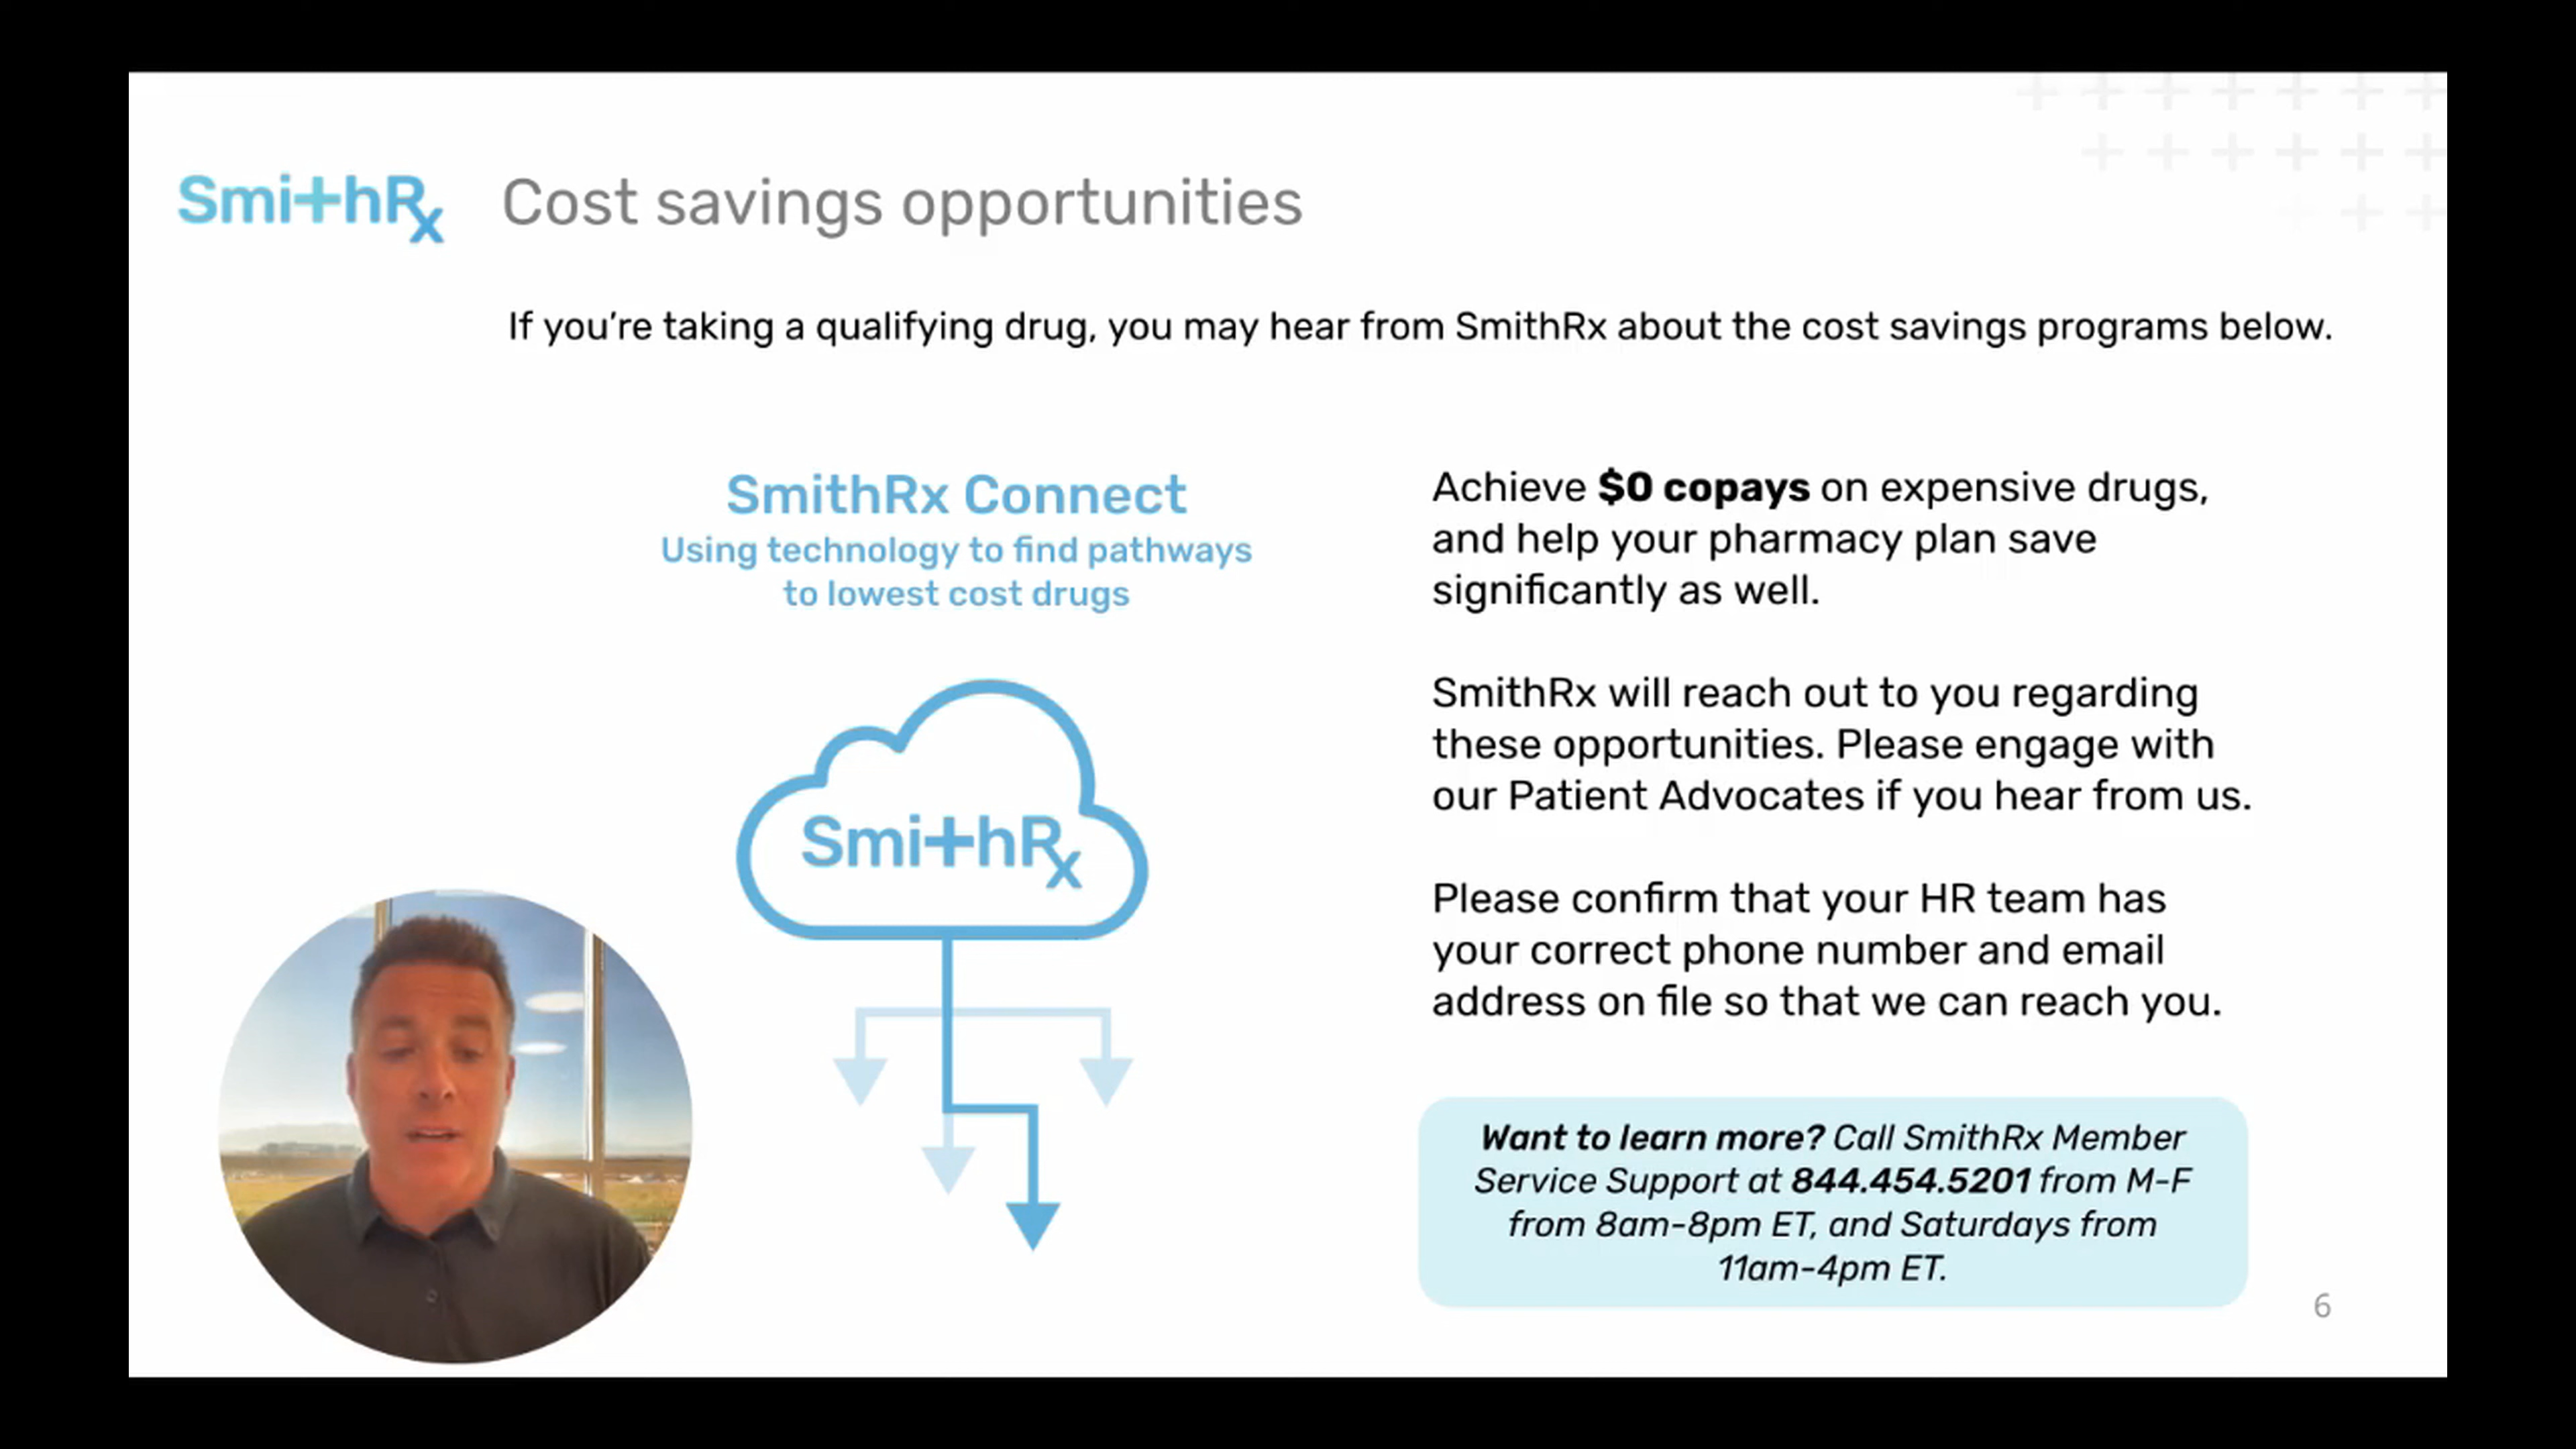 SmithRx Cost savings opportunities
If you're taking a qualifying drug, you may hear from SmithRx about the cost savings programs below.
SmithRx Connect
Using technology to find pathways
to lowest cost drugs
SmithRx
Achieve $0 copays on expensive drugs,
and help your pharmacy plan save
significantly as well.
SmithRx will reach out to you regarding
these opportunities. Please engage with
our Patient Advocates if you hear from us.
Please confirm that your HR team has
your correct phone number and email
address on file so that we can reach you.
Want to learn more? Call SmithRx Member
Service Support at 844.454.5201 from M-F
from 8am-8pm ET, and Saturdays from
11am-4pm ET.
6